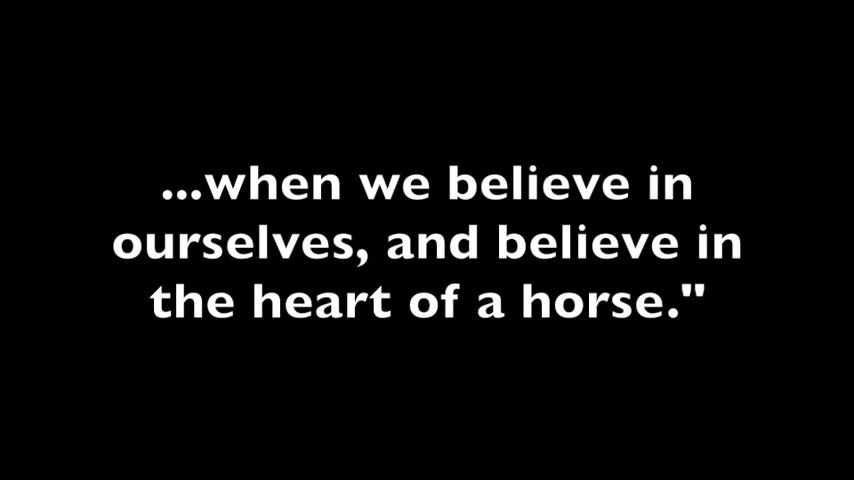 ...when we believe in
ourselves, and believe in
the heart of a horse."